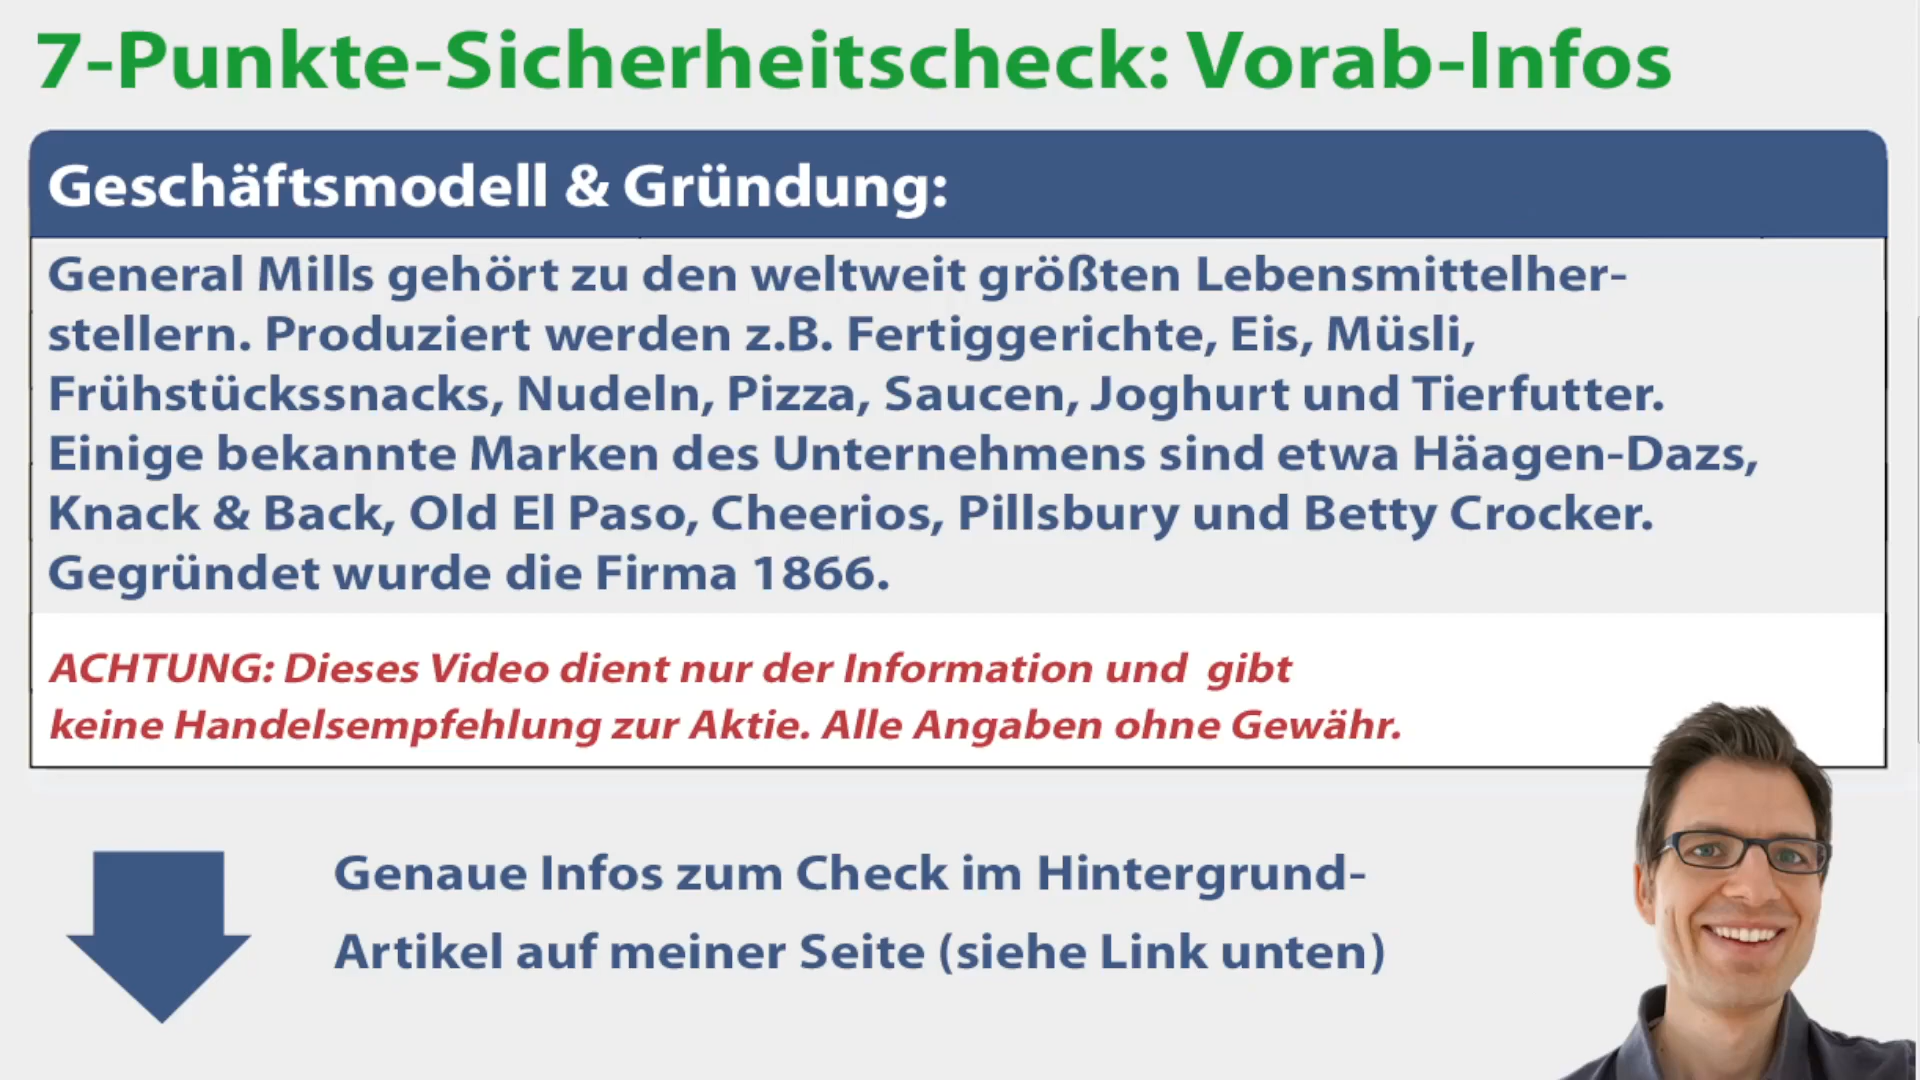 7-Punkte-Sicherheitscheck: Vorab-Infos
Geschäftsmodell & Gründung:
General Mills gehört zu den weltweit größten Lebensmittelher-
stellern. Produziert werden z.B. Fertiggerichte, Eis, Müsli,
Frühstückssnacks, Nudeln, Pizza, Saucen, Joghurt und Tierfutter.
Einige bekannte Marken des Unternehmens sind etwa Häagen-Dazs,
Knack & Back, Old El Paso, Cheerios, Pillsbury und Betty Crocker.
Gegründet wurde die Firma 1866.
ACHTUNG: Dieses Video dient nur der Information und gibt
keine Handelsempfehlung zur Aktie. Alle Angaben ohne Gewähr.
Genaue Infos zum Check im Hintergrund-
Artikel auf meiner Seite (siehe Link unten)